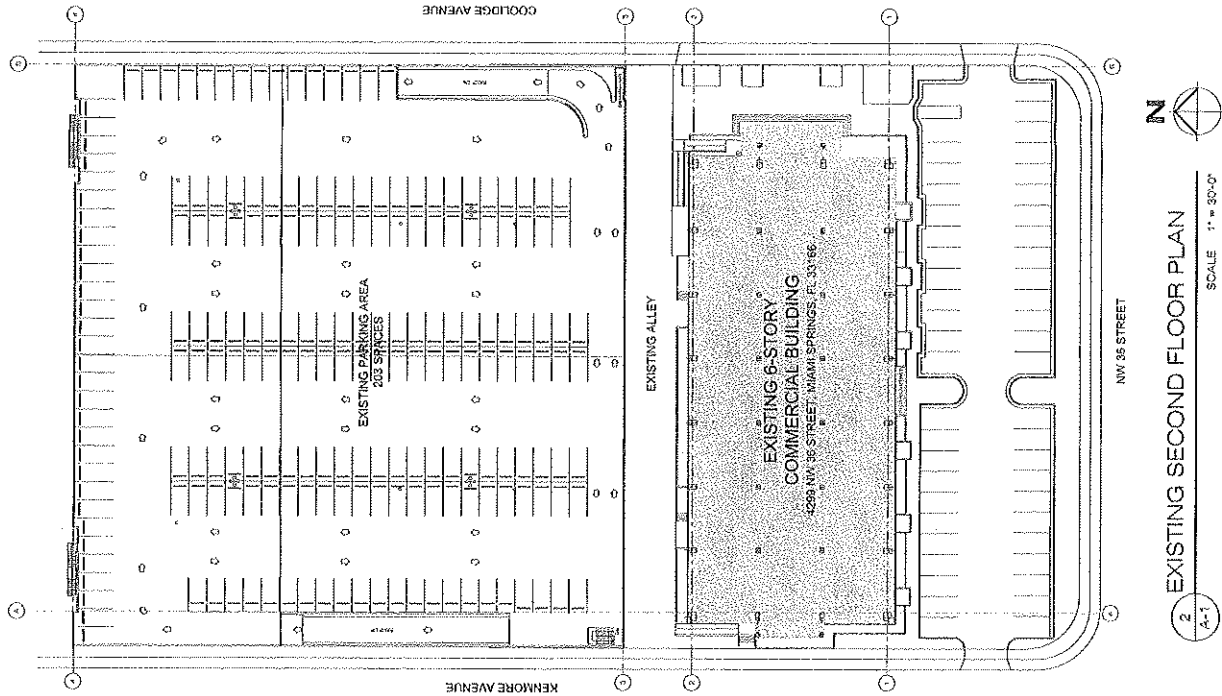 COOLIDGE AVENUE
EXISTING PARKING AREA
203 SPACES
EXISTING ALLEY
EXISTING 6-STORY
COMMERCIAL BUILDING
4299 NW 36 STREET, MIAMI SPRINGS, FL 33166
KENMORE AVENUE
NW 36 STREET
N
2
A-1
EXISTING SECOND FLOOR PLAN
SCALE 1" = 30'-0"